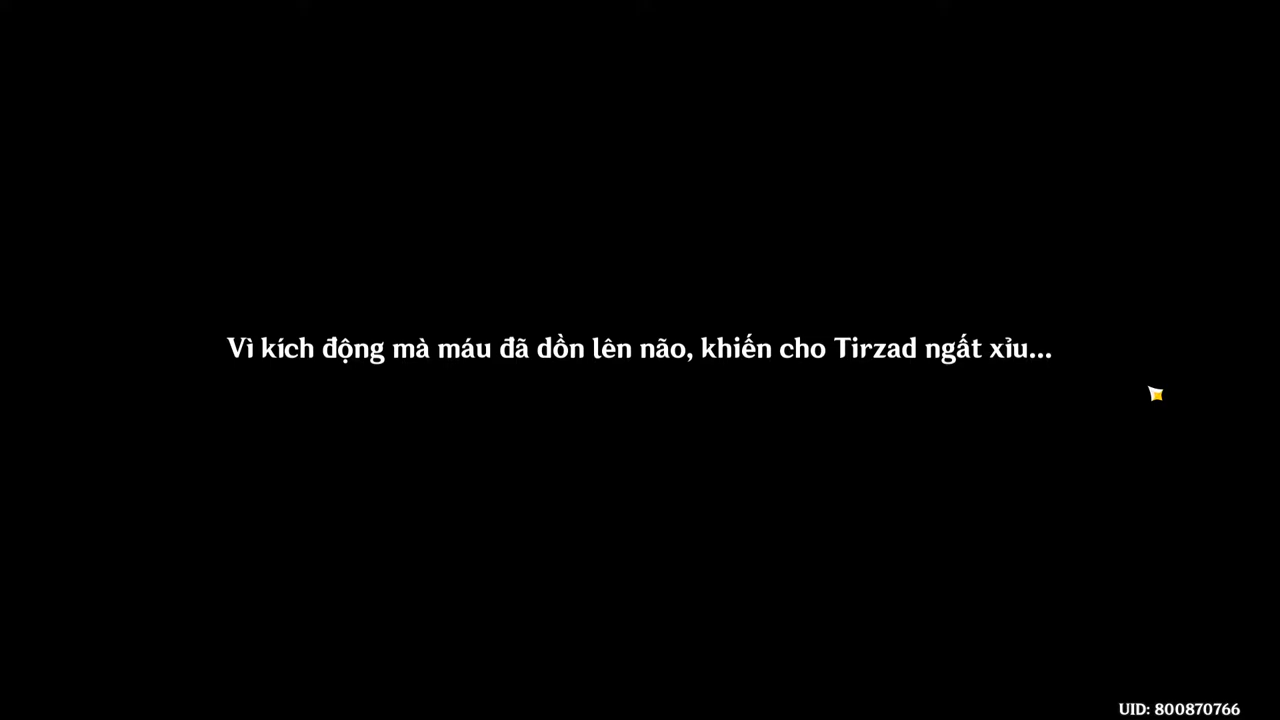 Vì kích động mà máu đã dồn lên não, khiến cho Tirzad ngất xỉu...
UID: 800870766